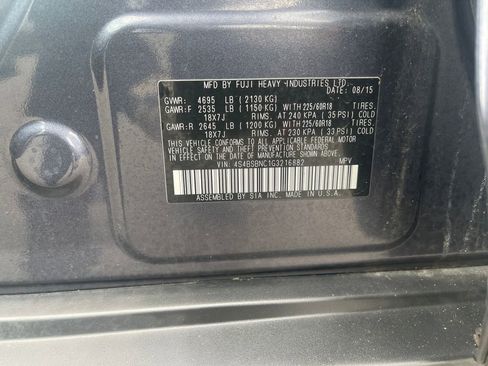 MFD BY FUJI HEAVY INDUSTRIES LTD.
DATE: 08/15
GVWR: 4695 LB (2130 KG)
GAWR:F 2535 LB (1150 KG) WITH 225/60R18 TIRES.
18X7J RIMS. AT 240 KPA (35 PSI) COLD
GAWR:R 2645 LB (1200 KG) WITH 225/60R18 TIRES.
18X7J RIMS. AT 230 KPA (33 PSI) COLD
THIS VEHICLE CONFORMS TO ALL APPLICABLE FEDERAL MOTOR
VEHICLE SAFETY, BUMPER, AND THEFT PREVENTION STANDARDS
IN EFFECT ON THE DATE OF MANUFACTURE SHOWN ABOVE.
VIN: 4S4BSBNC1G3216882 MPV
ASSEMBLED BY SIA INC. MADE IN U.S.A.